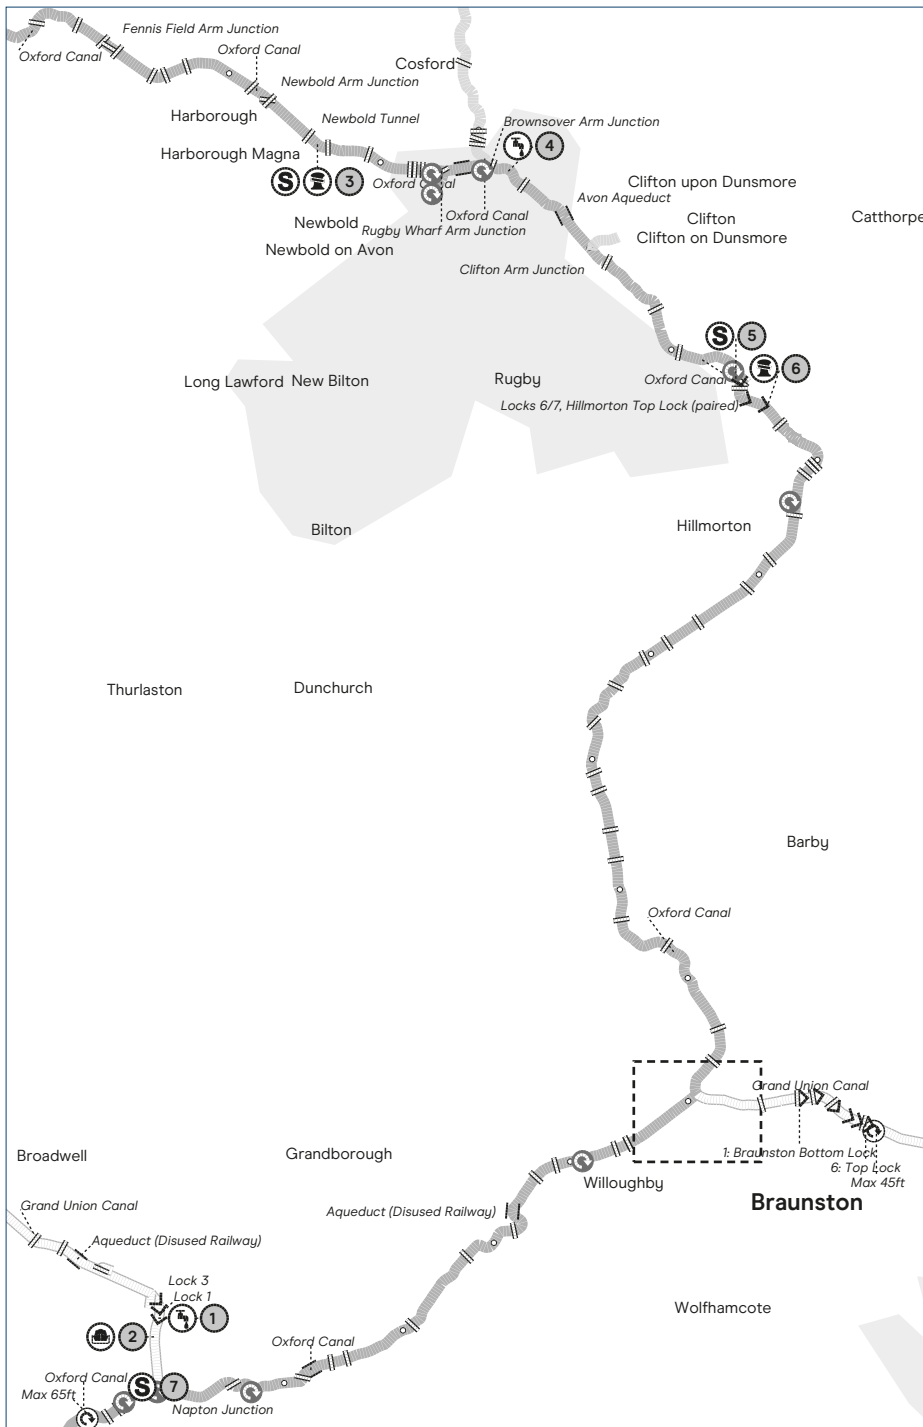 Fennis Field Arm Junction
Oxford Canal
Oxford Canal
Cosford
Newbold Arm Junction
Harborough
Newbold Tunnel
Brownsover Arm Junction
4
Harborough Magna
S
3
Oxford Canal
Clifton upon Dunsmore
Avon Aqueduct
Newbold
Oxford Canal
Clifton
Catthorpe
Rugby Wharf Arm Junction
Clifton on Dunsmore
Newbold on Avon
Clifton Arm Junction
S
5
6
Long Lawford
New Bilton
Rugby
Oxford Canal
Locks 6/7, Hillmorton Top Lock (paired)
Bilton
Hillmorton
Thurlaston
Dunchurch
Barby
Oxford Canal
Grand Union Canal
Broadwell
Grandborough
1: Braunston Bottom Lock
6: Top Lock
Max 45ft
Willoughby
Braunston
Grand Union Canal
Aqueduct (Disused Railway)
Aqueduct (Disused Railway)
Lock 3
Lock 1
1
2
Wolfhamcote
Oxford Canal
Oxford Canal
Max 65ft
S
7
Napton Junction